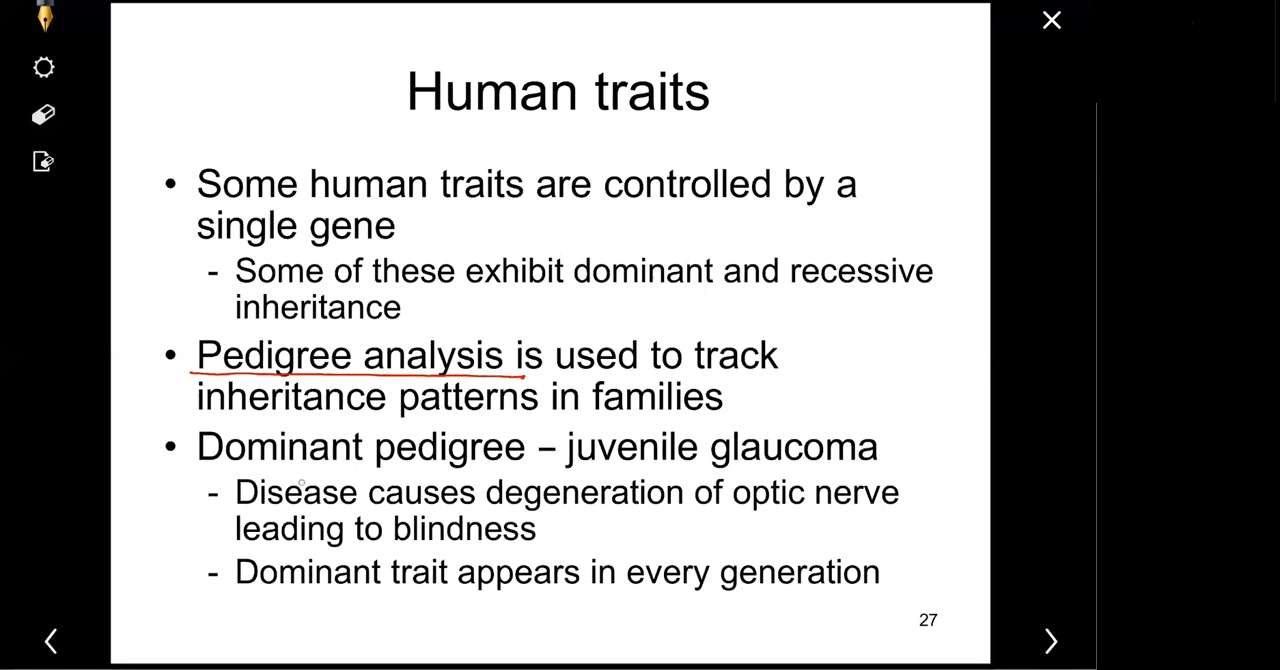 Human traits
• Some human traits are controlled by a
single gene
- Some of these exhibit dominant and recessive
inheritance
• Pedigree analysis is used to track
inheritance patterns in families
• Dominant pedigree – juvenile glaucoma
- Disease causes degeneration of optic nerve
leading to blindness
- Dominant trait appears in every generation
27